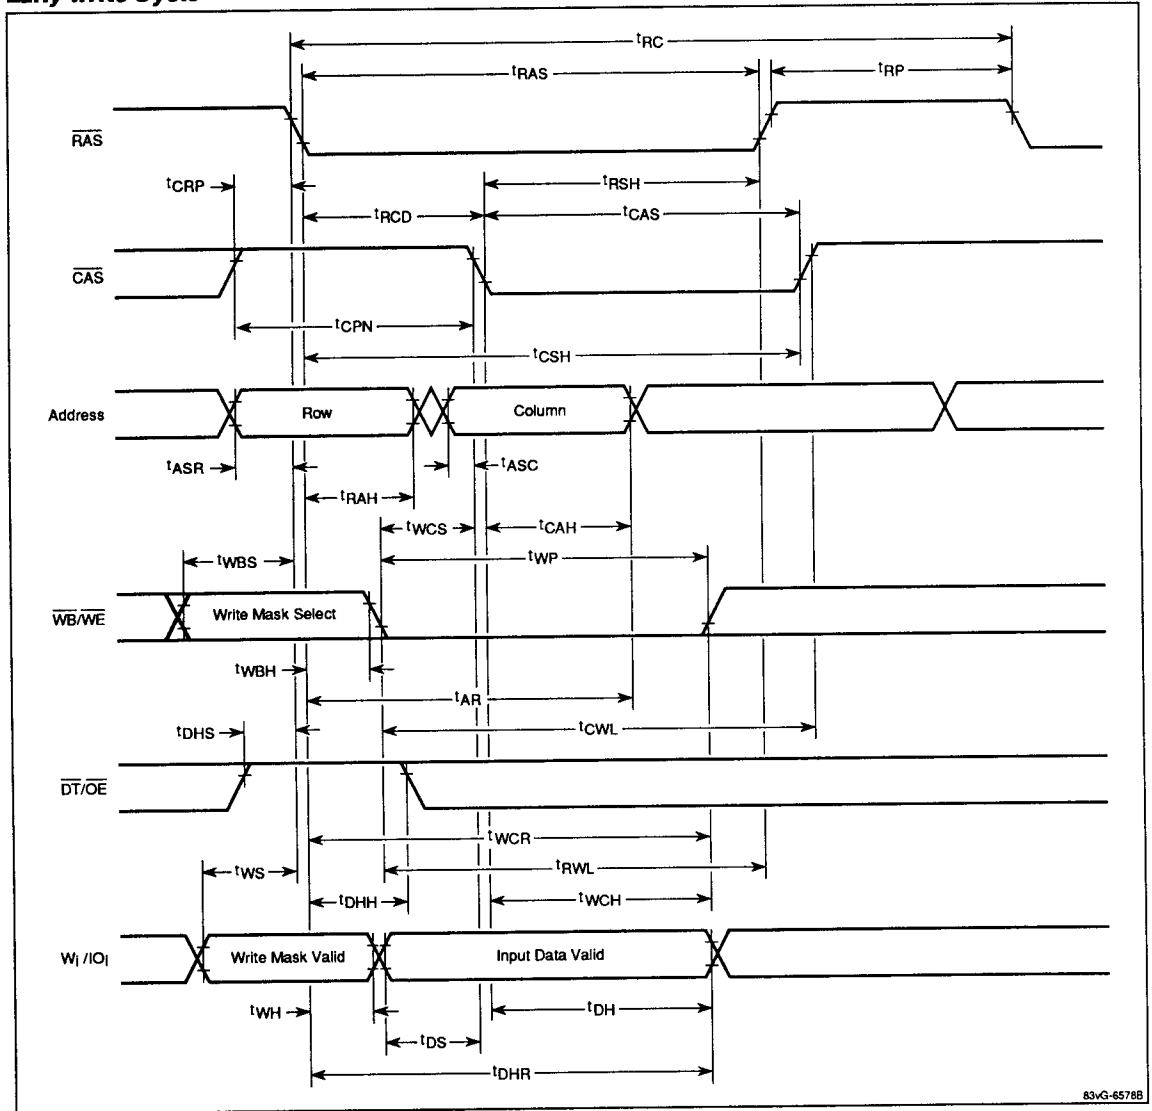 Early Write Cycle
tRC
tRAS
tRP
RAS
tCRP
tRSH
tRCD
tCAS
CAS
tCPN
tCSH
Address
Row
Column
tASR
tASC
tRAH
tWCS
tCAH
tWBS
tWP
WB/WE
Write Mask Select
tWBH
tAR
tDHS
tCWL
DT/OE
tWCR
tWS
tRWL
tDHH
tWCH
Wi /IOi
Write Mask Valid
Input Data Valid
tWH
tDH
tDS
tDHR
83vG-6578B